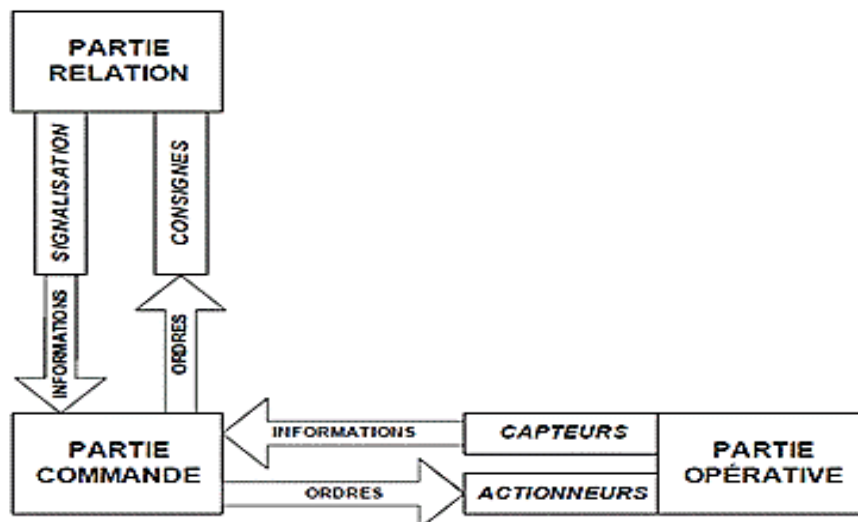 PARTIE
RELATION
SIGNALISATION
CONSIGNES
INFORMATIONS
ORDRES
PARTIE
COMMANDE
INFORMATIONS
ORDRES
CAPTEURS
ACTIONNEURS
PARTIE
OPÉRATIVE